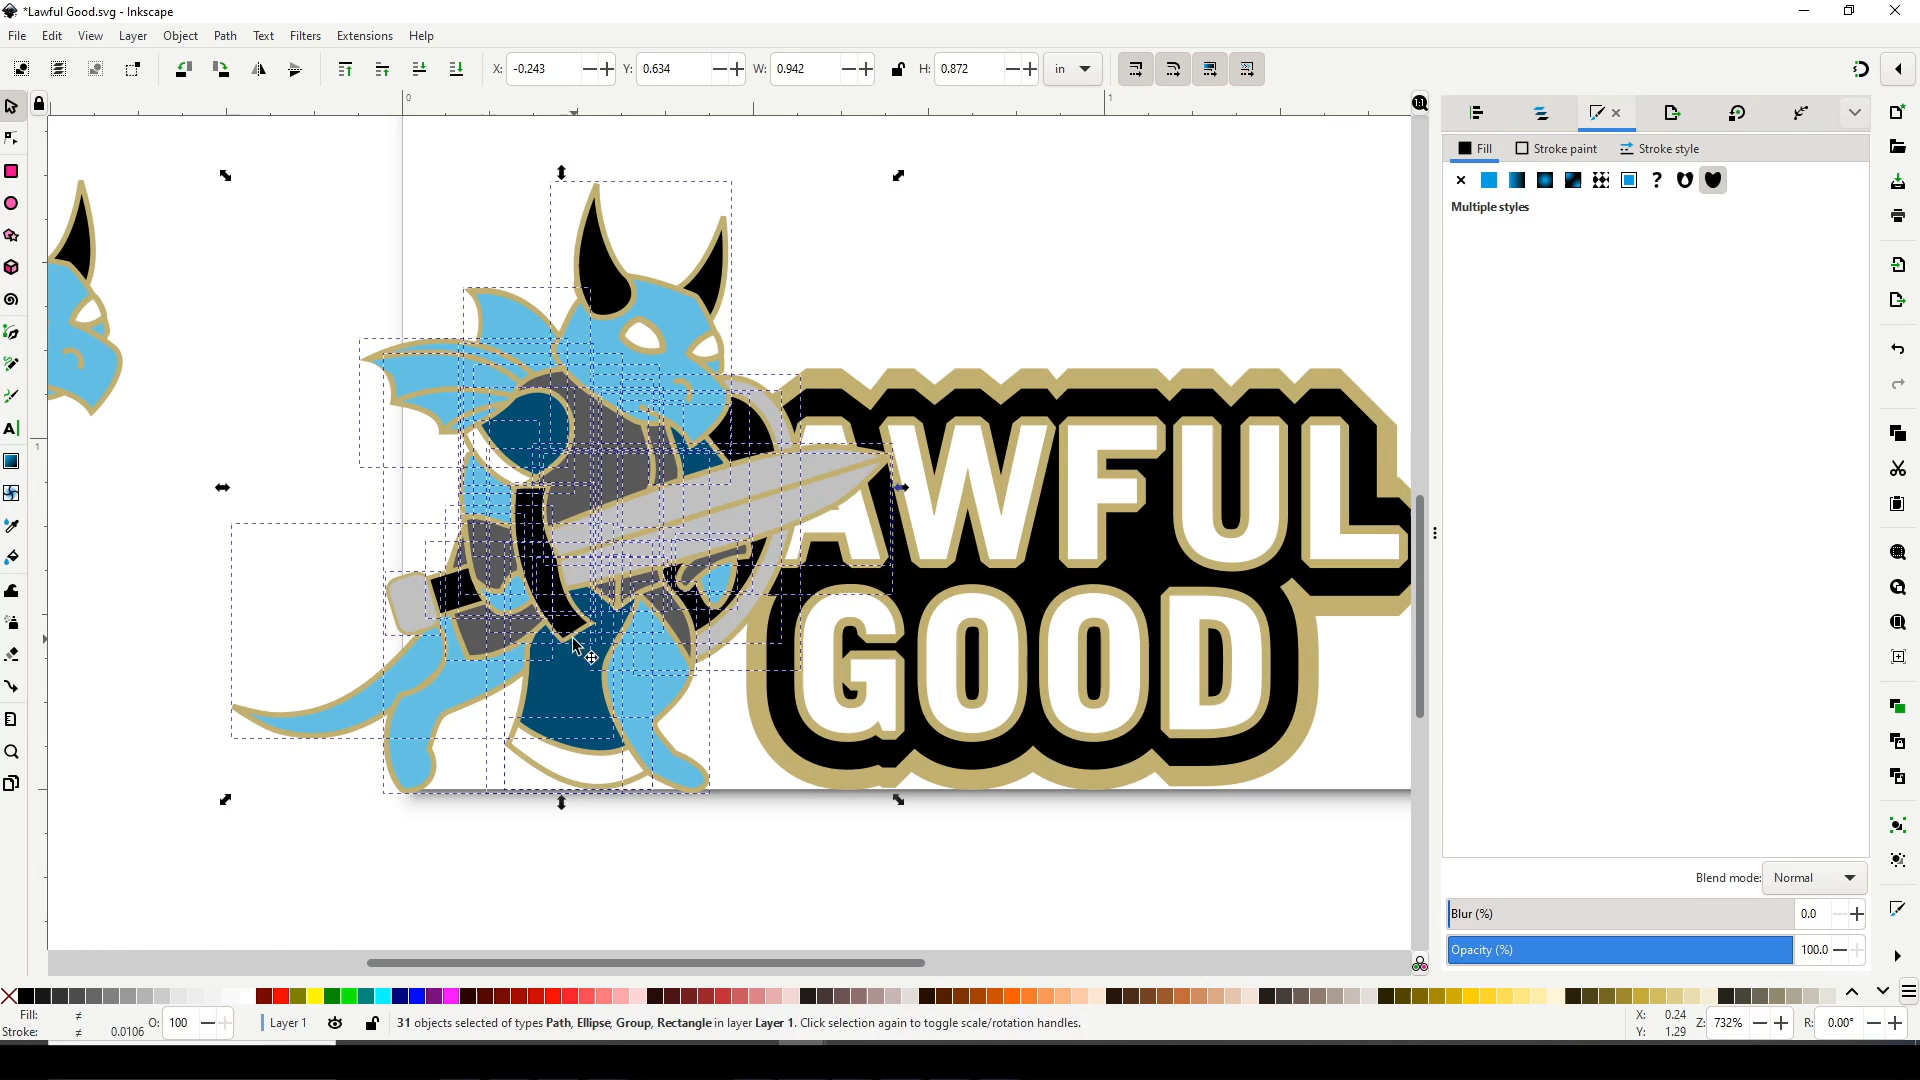 *Lawful Good.svg - Inkscape
File Edit View Layer Object Path Text Filters Extensions Help
X: -0.243 Y: 0.634 W: 0.942 H: 0.872 in
0 1
1
Fill Stroke paint Stroke style
?
Multiple styles
A
AWFUL
GOOD
Blend mode: Normal
Blur (%) 0.0
Opacity (%) 100.0
Fill: ≠ O: 100 Layer 1 31 objects selected of types Path, Ellipse, Group, Rectangle in layer Layer 1. Click selection again to toggle scale/rotation handles. X: 0.24 Z: 732% R: 0.00°
Stroke: ≠ 0.0106 Y: 1.29